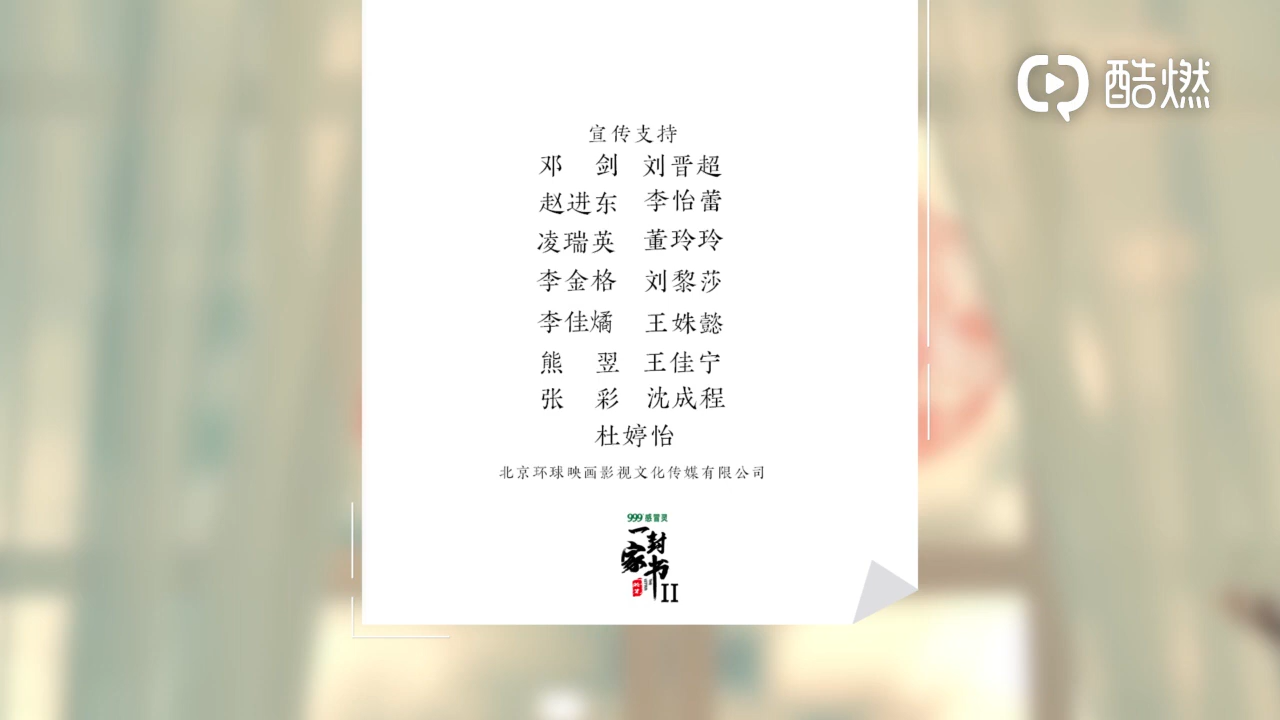 酷燃
宣传支持
邓 剑 刘晋超
赵进东 李怡蕾
凌瑞英 董玲玲
李金格 刘黎莎
李佳燏 王姝懿
熊 翌 王佳宁
张 彩 沈成程
杜婷怡
北京环球映画影视文化传媒有限公司
999感冒灵
一封家书II